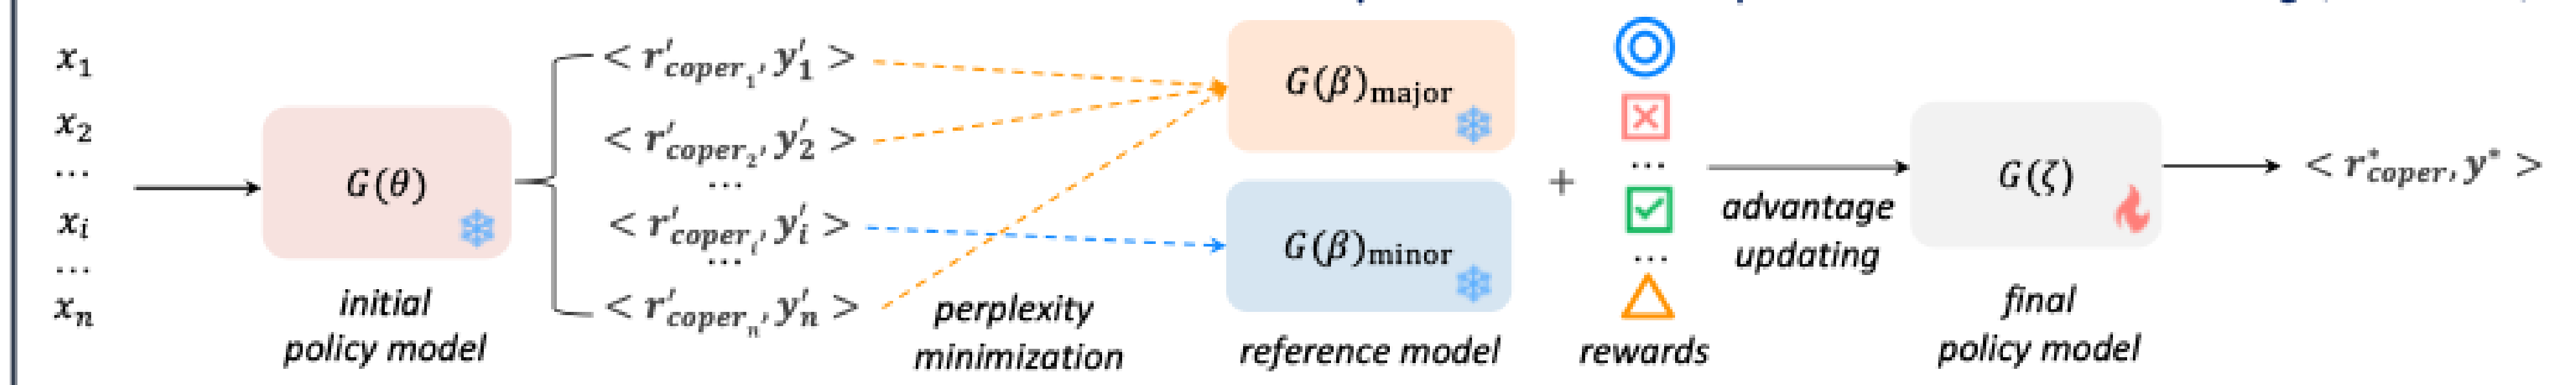 x₁
x₂
...
xᵢ
...
xₙ
G(θ)
initial
policy model
< r′coper₁, y′₁ >
< r′coper₂, y′₂ >
...
< r′coperᵢ, y′ᵢ >
...
< r′coperₙ, y′ₙ >
perplexity
minimization
G(β)major
G(β)minor
reference model
+
...
...
rewards
advantage
updating
G(ζ)
final
policy model
< r*coper, y* >